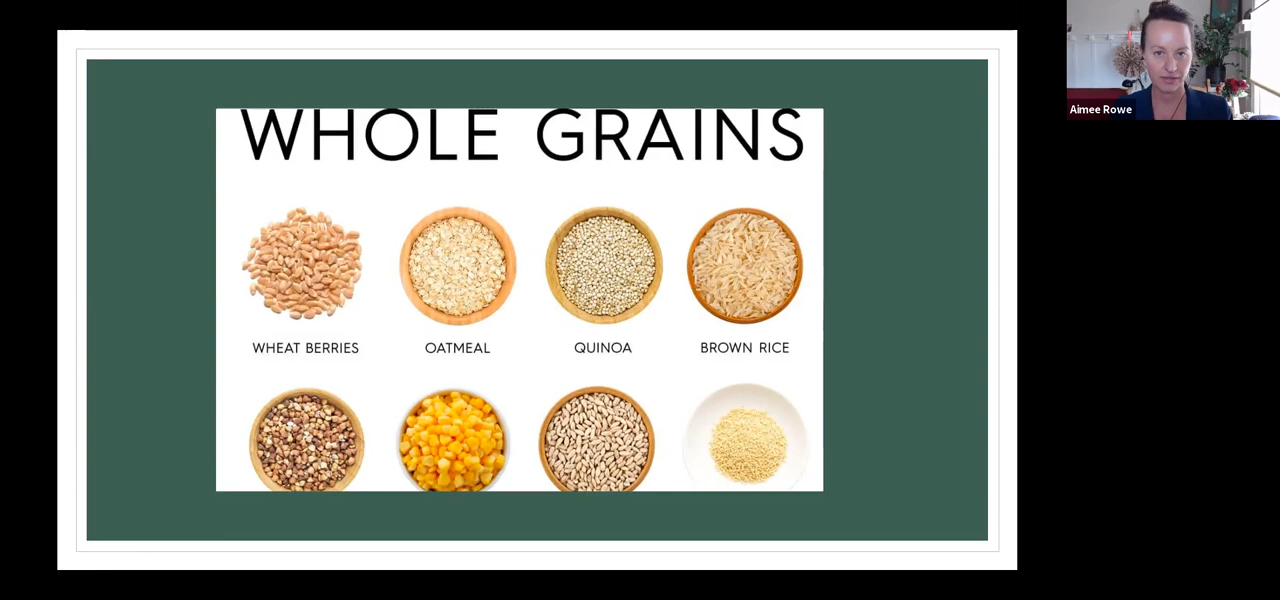 WHOLE GRAINS
WHEAT BERRIES
OATMEAL
QUINOA
BROWN RICE
Aimee Rowe